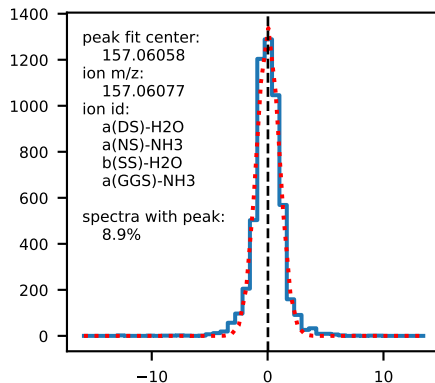 1400
1200
1000
800
600
400
200
0
peak fit center:
157.06058
ion m/z:
157.06077
ion id:
a(DS)-H2O
a(NS)-NH3
b(SS)-H2O
a(GGS)-NH3
spectra with peak:
8.9%
−10
0
10